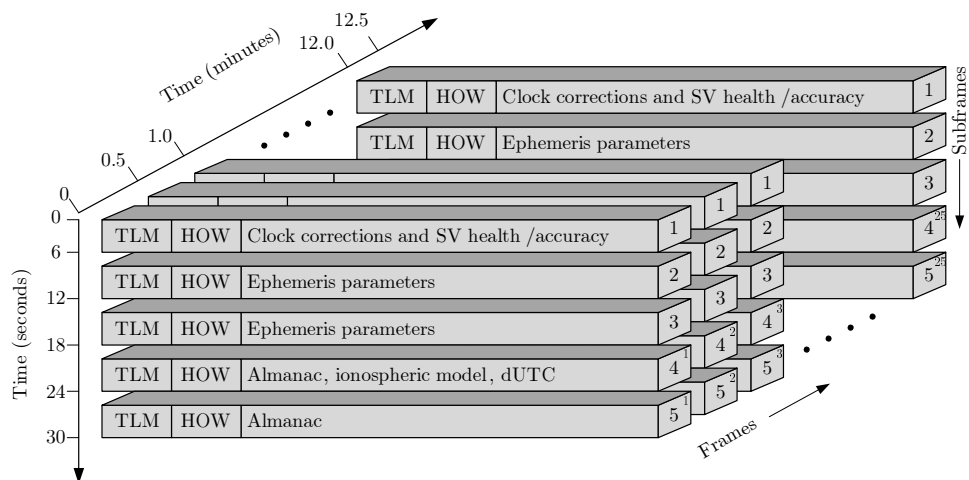 12.5
12.0
Time (minutes)
1.0
0.5
0
TLM HOW Clock corrections and SV health /accuracy 1
TLM HOW Ephemeris parameters 2
3
4 25
5 25
Subframes
1
2
3
4 3
5 3
1
2
3
4 2
5 2
0
6
12
18
24
30
Time (seconds)
TLM HOW Clock corrections and SV health /accuracy 1
TLM HOW Ephemeris parameters 2
TLM HOW Ephemeris parameters 3
TLM HOW Almanac, ionospheric model, dUTC 4 1
TLM HOW Almanac 5 1
Frames